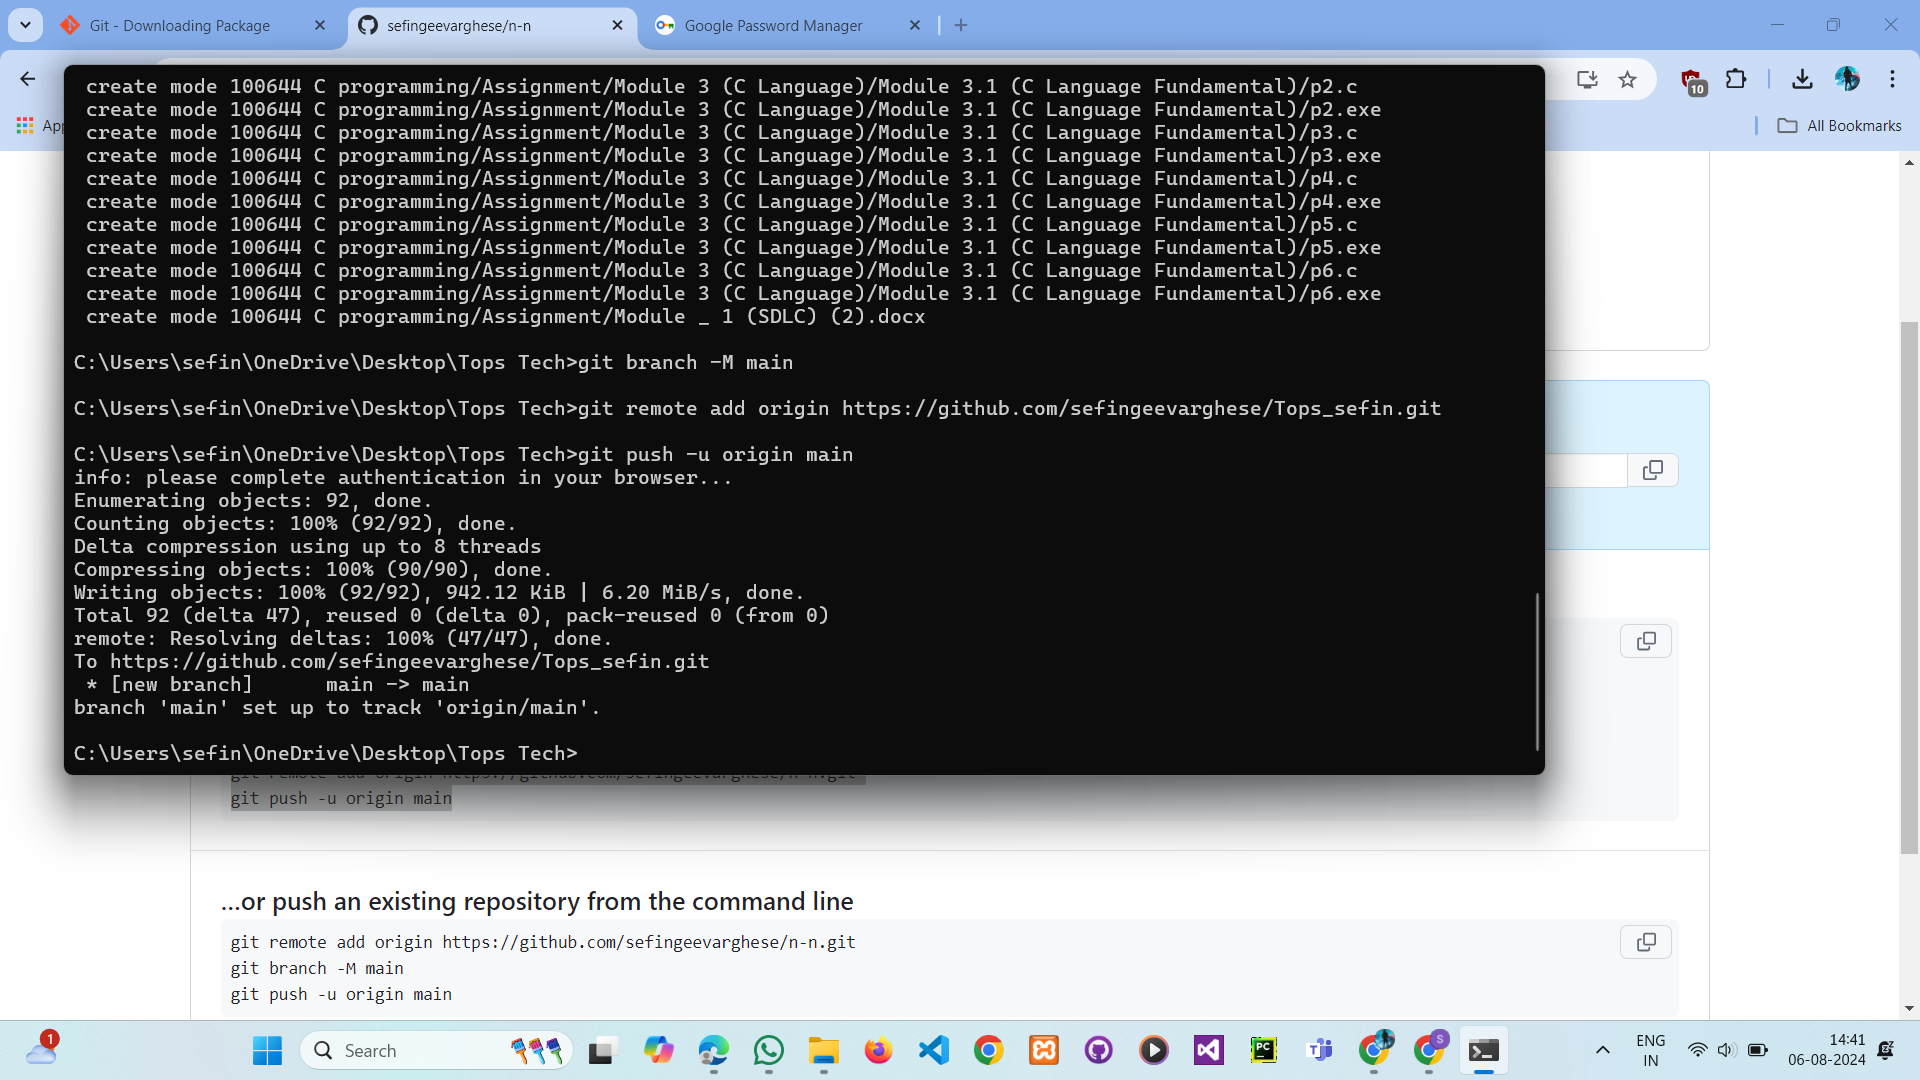 Git - Downloading Package
sefingeevarghese/n-n
Google Password Manager
10
All Bookmarks
create mode 100644 C programming/Assignment/Module 3 (C Language)/Module 3.1 (C Language Fundamental)/p2.c
create mode 100644 C programming/Assignment/Module 3 (C Language)/Module 3.1 (C Language Fundamental)/p2.exe
create mode 100644 C programming/Assignment/Module 3 (C Language)/Module 3.1 (C Language Fundamental)/p3.c
create mode 100644 C programming/Assignment/Module 3 (C Language)/Module 3.1 (C Language Fundamental)/p3.exe
create mode 100644 C programming/Assignment/Module 3 (C Language)/Module 3.1 (C Language Fundamental)/p4.c
create mode 100644 C programming/Assignment/Module 3 (C Language)/Module 3.1 (C Language Fundamental)/p4.exe
create mode 100644 C programming/Assignment/Module 3 (C Language)/Module 3.1 (C Language Fundamental)/p5.c
create mode 100644 C programming/Assignment/Module 3 (C Language)/Module 3.1 (C Language Fundamental)/p5.exe
create mode 100644 C programming/Assignment/Module 3 (C Language)/Module 3.1 (C Language Fundamental)/p6.c
create mode 100644 C programming/Assignment/Module 3 (C Language)/Module 3.1 (C Language Fundamental)/p6.exe
create mode 100644 C programming/Assignment/Module _ 1 (SDLC) (2).docx
C:\Users\sefin\OneDrive\Desktop\Tops Tech>git branch -M main
C:\Users\sefin\OneDrive\Desktop\Tops Tech>git remote add origin https://github.com/sefingeevarghese/Tops_sefin.git
C:\Users\sefin\OneDrive\Desktop\Tops Tech>git push -u origin main
info: please complete authentication in your browser...
Enumerating objects: 92, done.
Counting objects: 100% (92/92), done.
Delta compression using up to 8 threads
Compressing objects: 100% (90/90), done.
Writing objects: 100% (92/92), 942.12 KiB | 6.20 MiB/s, done.
Total 92 (delta 47), reused 0 (delta 0), pack-reused 0 (from 0)
remote: Resolving deltas: 100% (47/47), done.
To https://github.com/sefingeevarghese/Tops_sefin.git
* [new branch]      main -> main
branch 'main' set up to track 'origin/main'.
C:\Users\sefin\OneDrive\Desktop\Tops Tech>
git remote add origin https://github.com/sefingeevarghese/n-n.git
git push -u origin main
...or push an existing repository from the command line
git remote add origin https://github.com/sefingeevarghese/n-n.git
git branch -M main
git push -u origin main
1
Search
PC
S
ENG
IN
14:41
06-08-2024